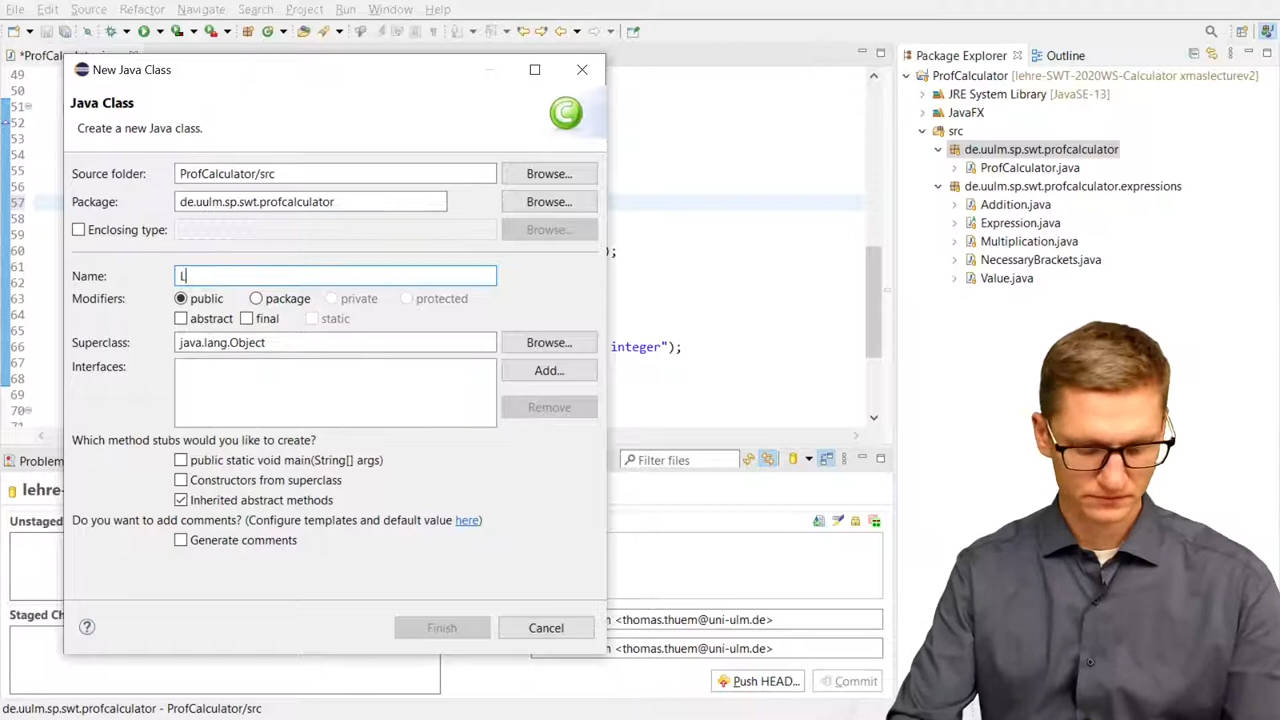 File Edit Source Refactor Navigate Search Project Run Window Help
New Java Class
Java Class
Create a new Java class.
Source folder: ProfCalculator/src Browse...
Package: de.uulm.sp.swt.profcalculator Browse...
Enclosing type: Browse...
Name: L
Modifiers: public package private protected
abstract final static
Superclass: java.lang.Object Browse...
Interfaces: Add...
Remove
Which method stubs would you like to create?
public static void main(String[] args)
Constructors from superclass
Inherited abstract methods
Do you want to add comments? (Configure templates and default value here)
Generate comments
Finish Cancel
49
50
51
52
53
54
55
56
57
58
59
60 );
61
62
63
64
65
66 integer");
67
68
69
70
Package Explorer Outline
ProfCalculator [lehre-SWT-2020WS-Calculator xmaslecturev2]
JRE System Library [JavaSE-13]
JavaFX
src
de.uulm.sp.swt.profcalculator
ProfCalculator.java
de.uulm.sp.swt.profcalculator.expressions
Addition.java
Expression.java
Multiplication.java
NecessaryBrackets.java
Value.java
Problem
Filter files
lehre-
Unstaged
Staged Ch
<thomas.thuem@uni-ulm.de>
<thomas.thuem@uni-ulm.de>
Push HEAD... Commit
de.uulm.sp.swt.profcalculator - ProfCalculator/src